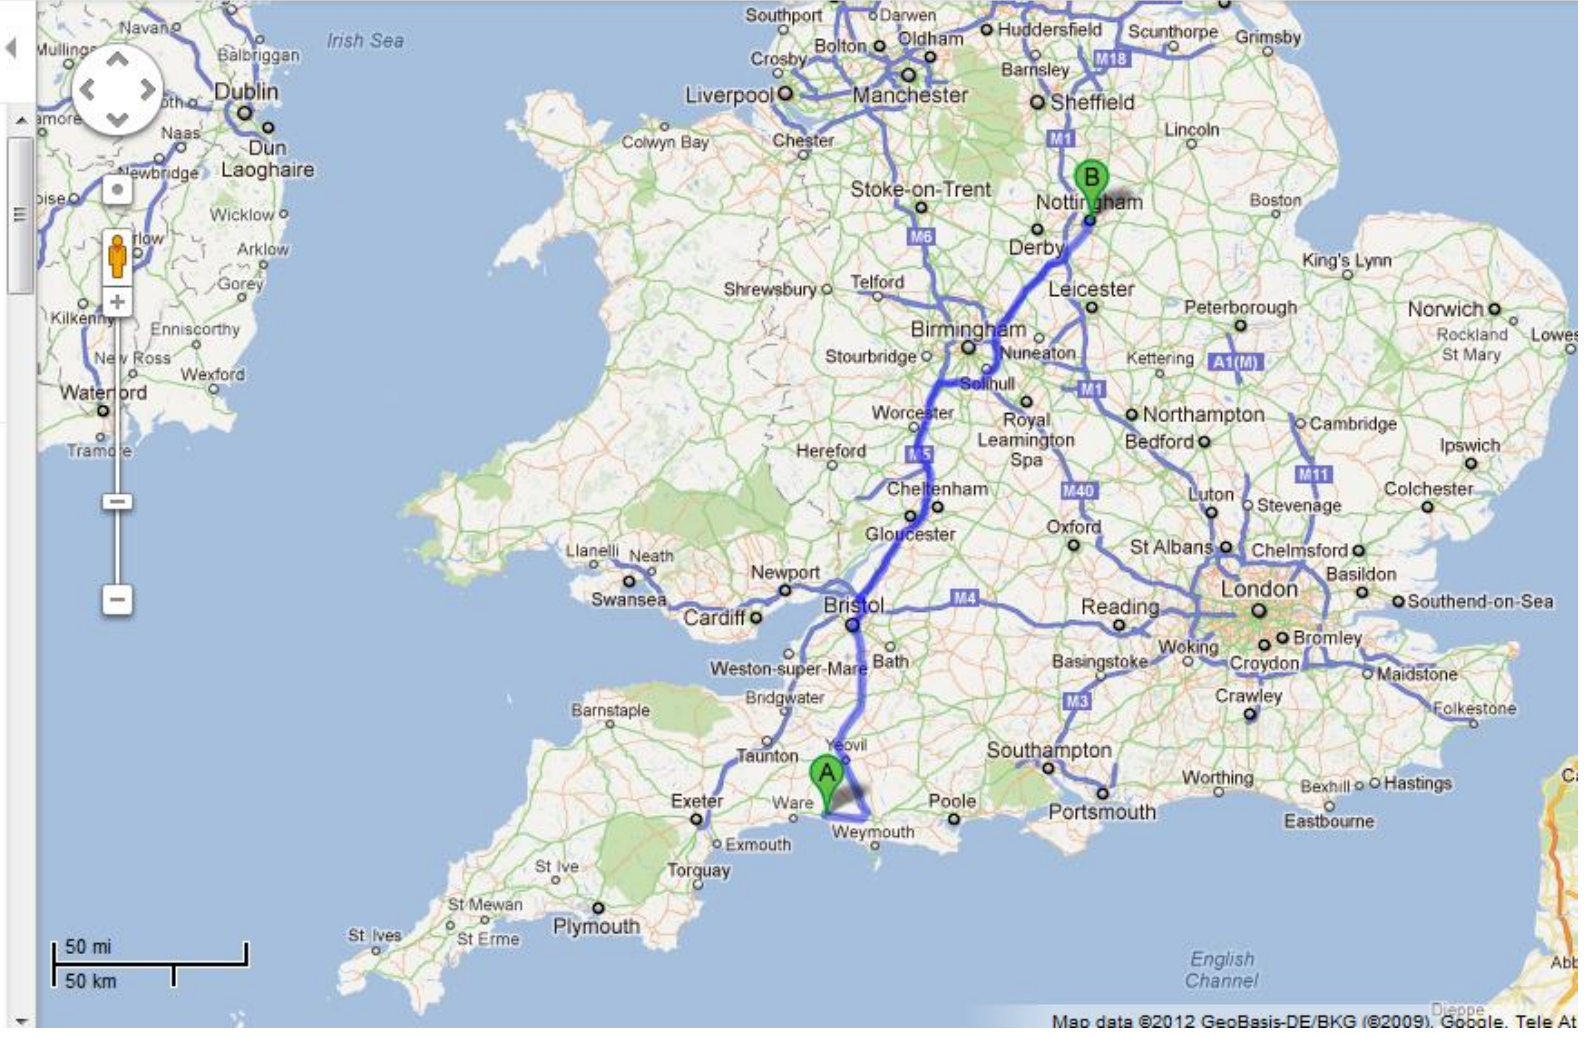 Southport
Darwen
Huddersfield
Scunthorpe
Grimsby
Navan
Irish Sea
Bolton
Oldham
Balbriggan
Crosby
Barnsley
M18
Dublin
Liverpool
Manchester
Sheffield
Naas
Colwyn Bay
Chester
M1
Lincoln
Dun
Laoghaire
Newbridge
B
Stoke-on-Trent
Nottingham
Boston
Wicklow
M6
Derby
Arklow
King's Lynn
Gorey
Shrewsbury
Telford
Leicester
Peterborough
Norwich
Kilkenny
Enniscorthy
Birmingham
Rockland
St Mary
Lowes
New Ross
Stourbridge
Nuneaton
Kettering
A1(M)
Wexford
Waterford
Solihull
M1
Worcester
Royal
Leamington
Spa
Northampton
Cambridge
Bedford
Tramore
Hereford
M5
Ipswich
M11
Cheltenham
M40
Luton
Stevenage
Colchester
Gloucester
Oxford
St Albans
Chelmsford
Llanelli
Neath
Newport
Basildon
Swansea
Bristol
M4
Reading
London
Southend-on-Sea
Cardiff
Bromley
Weston-super-Mare
Bath
Basingstoke
Woking
Croydon
Maidstone
Bridgwater
M3
Crawley
Folkestone
Barnstaple
Yeovil
Taunton
Southampton
A
Worthing
Bexhill
Hastings
Exeter
Ware
Poole
Portsmouth
Eastbourne
Weymouth
Exmouth
St Ive
Torquay
St Mewan
Plymouth
St Ives
St Erme
50 mi
50 km
English
Channel
Abb
Dieppe
Map data ©2012 GeoBasis-DE/BKG (©2009), Google, Tele At